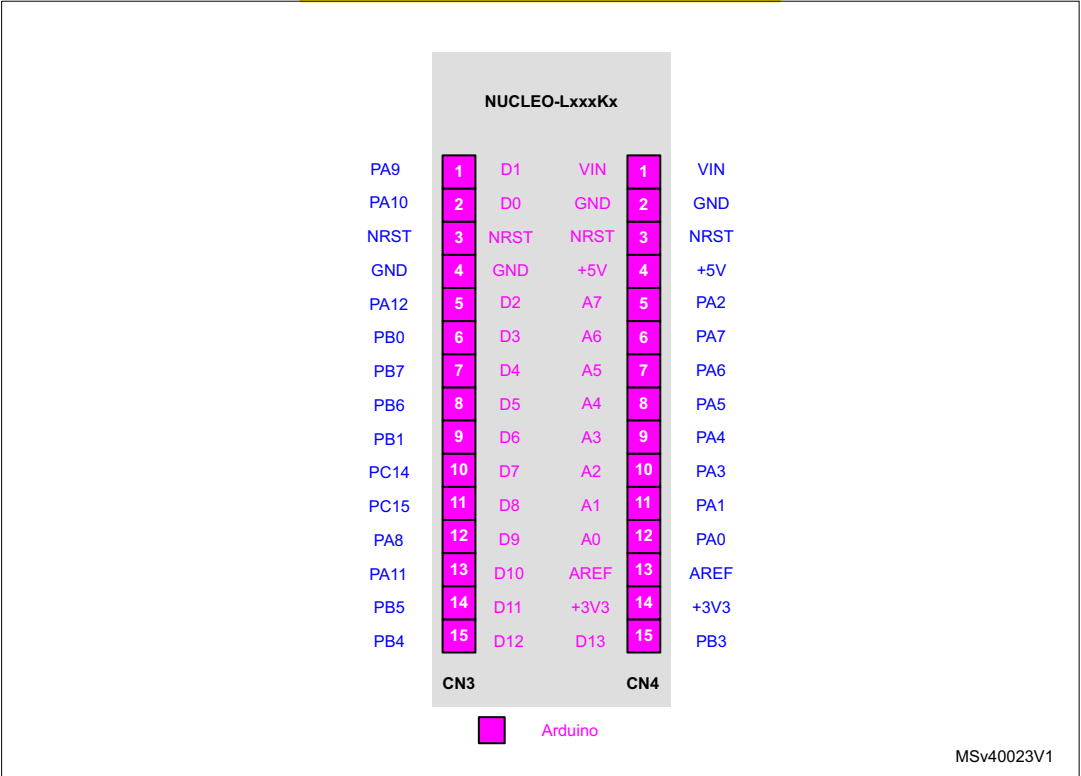 NUCLEO-LxxxKx
PA9 1 D1 VIN 1 VIN
PA10 2 D0 GND 2 GND
NRST 3 NRST NRST 3 NRST
GND 4 GND +5V 4 +5V
PA12 5 D2 A7 5 PA2
PB0 6 D3 A6 6 PA7
PB7 7 D4 A5 7 PA6
PB6 8 D5 A4 8 PA5
PB1 9 D6 A3 9 PA4
PC14 10 D7 A2 10 PA3
PC15 11 D8 A1 11 PA1
PA8 12 D9 A0 12 PA0
PA11 13 D10 AREF 13 AREF
PB5 14 D11 +3V3 14 +3V3
PB4 15 D12 D13 15 PB3
CN3 CN4
Arduino
MSv40023V1